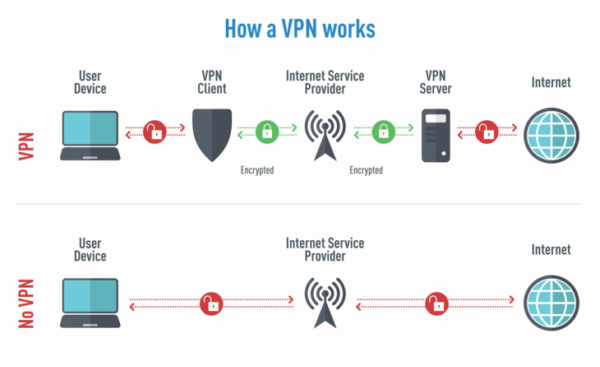 How a VPN works
User
Device
VPN
Client
Internet Service
Provider
VPN
Server
Internet
VPN
Encrypted
Encrypted
User
Device
Internet Service
Provider
Internet
No VPN